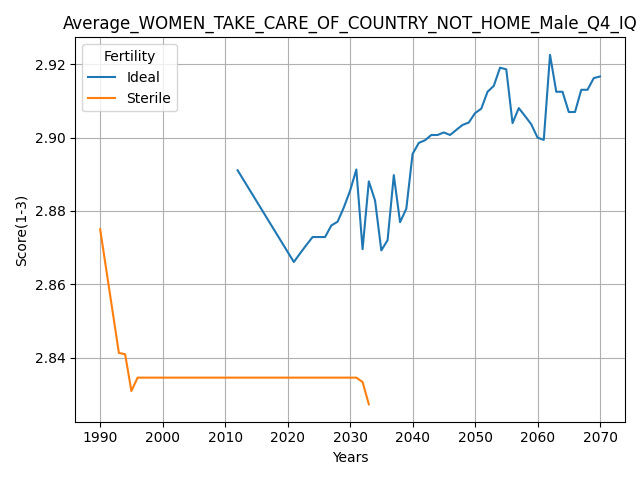 Average_WOMEN_TAKE_CARE_OF_COUNTRY_NOT_HOME_Male_Q4_IQ
Fertility
Ideal
Sterile
Score(1-3)
2.92
2.90
2.88
2.86
2.84
1990 2000 2010 2020 2030 2040 2050 2060 2070
Years